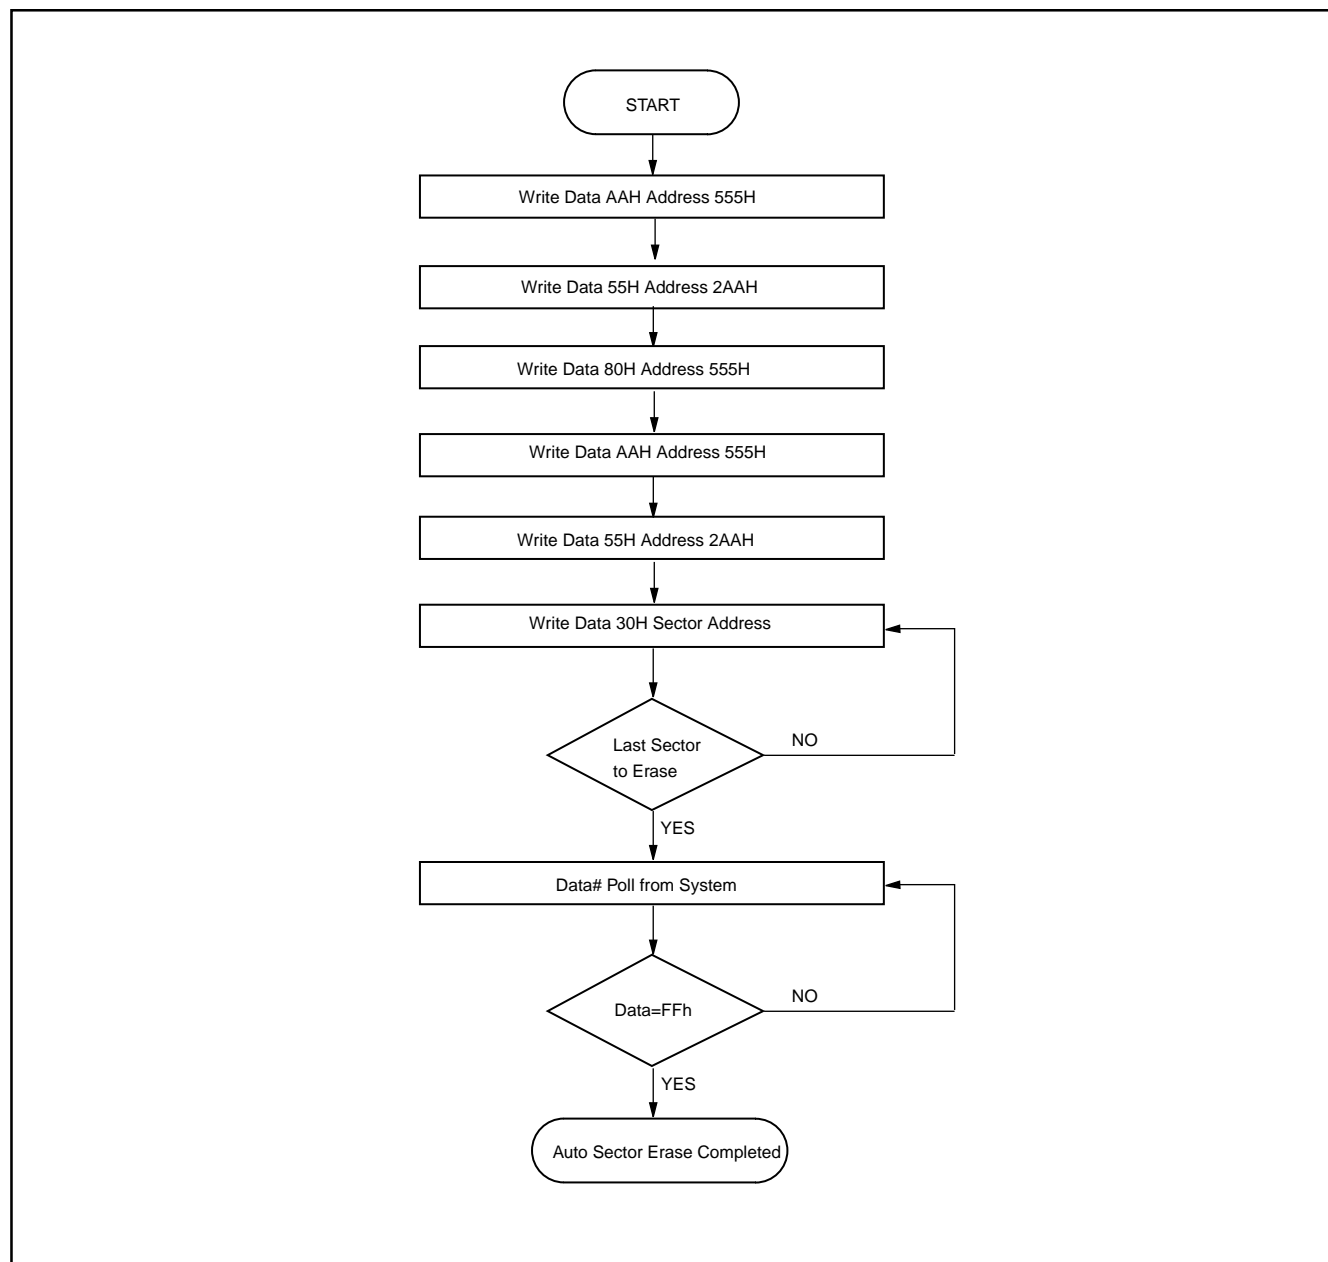 START
Write Data AAH Address 555H
Write Data 55H Address 2AAH
Write Data 80H Address 555H
Write Data AAH Address 555H
Write Data 55H Address 2AAH
Write Data 30H Sector Address
Last Sector
to Erase
NO
YES
Data# Poll from System
Data=FFh
NO
YES
Auto Sector Erase Completed